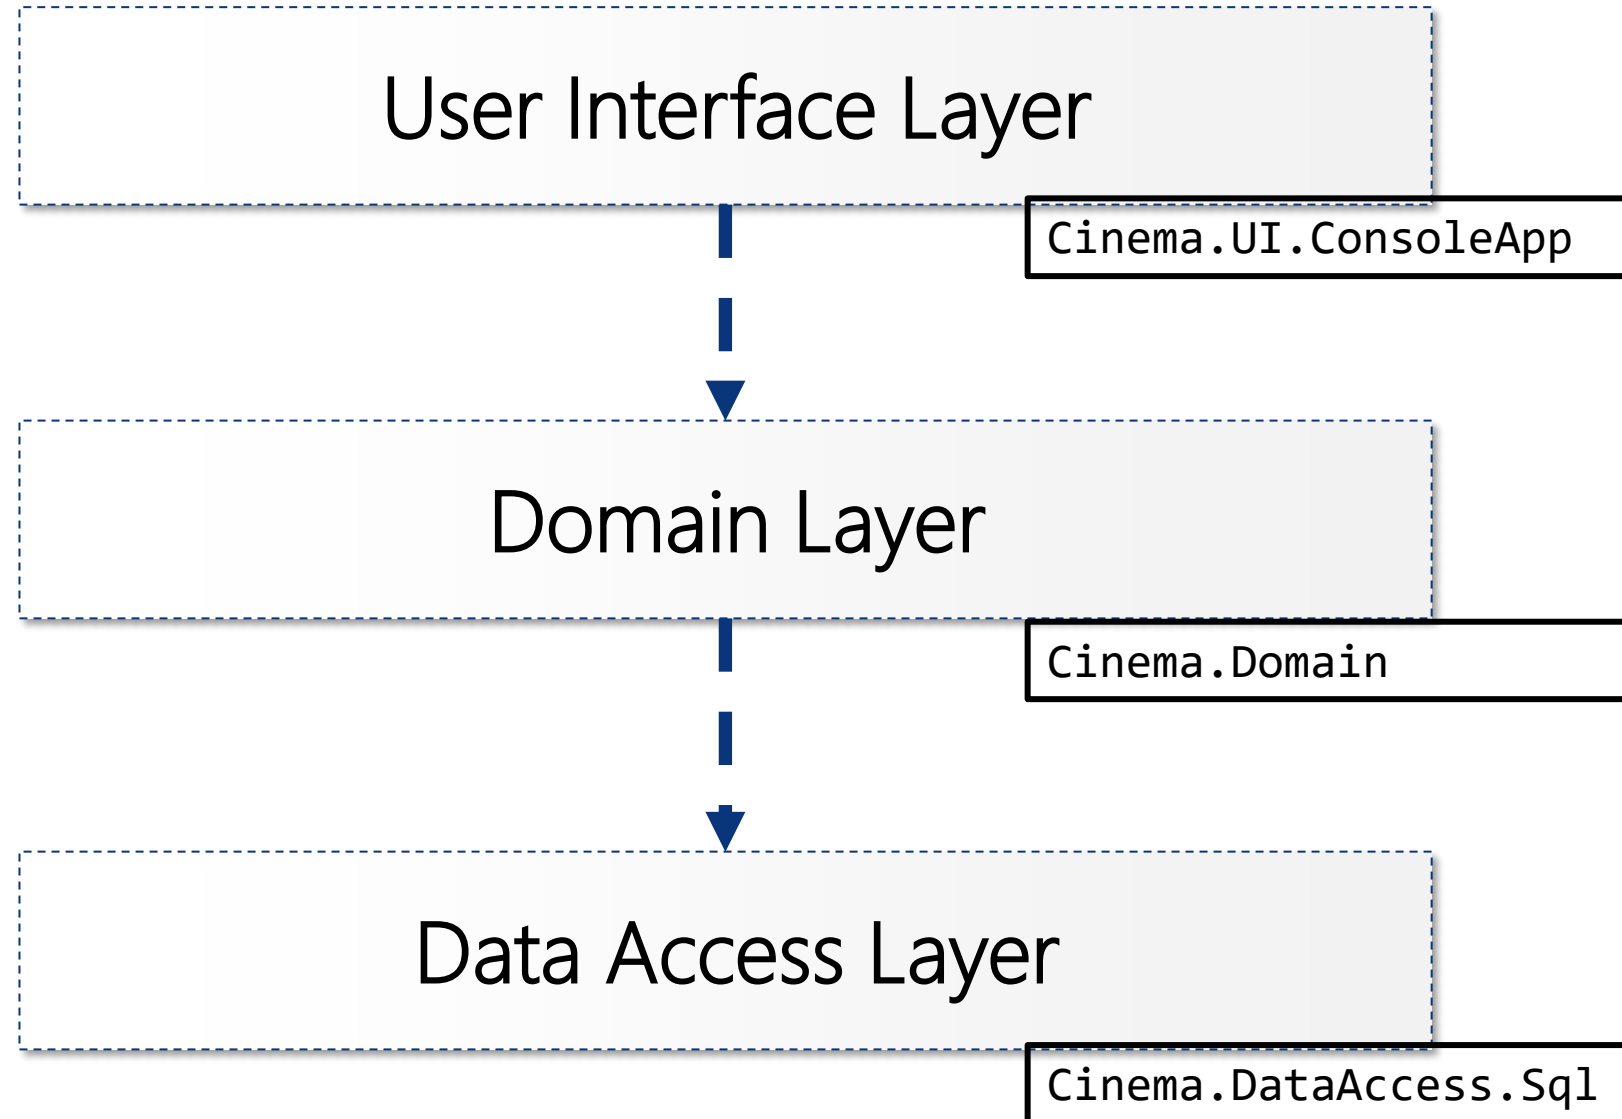 User Interface Layer
Cinema.UI.ConsoleApp
Domain Layer
Cinema.Domain
Data Access Layer
Cinema.DataAccess.Sql